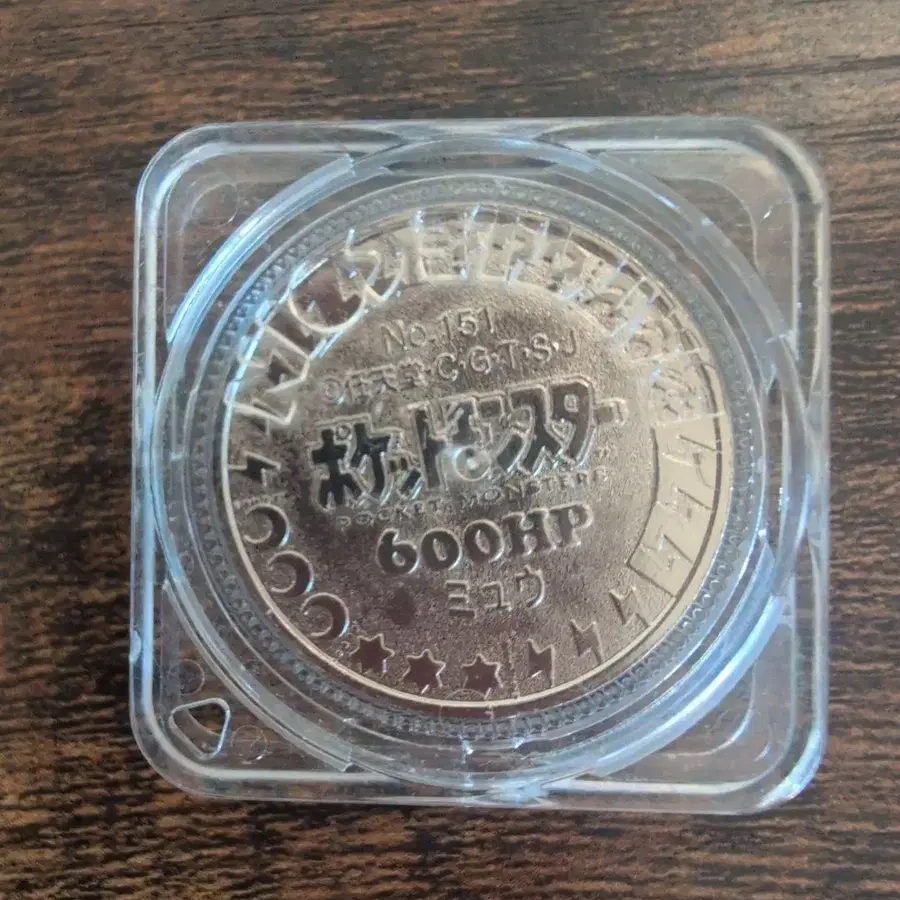 No.151
©任天堂·C·G·T·S·J
ポケットモンスター
POCKET MONSTERS
600HP
ミュウ